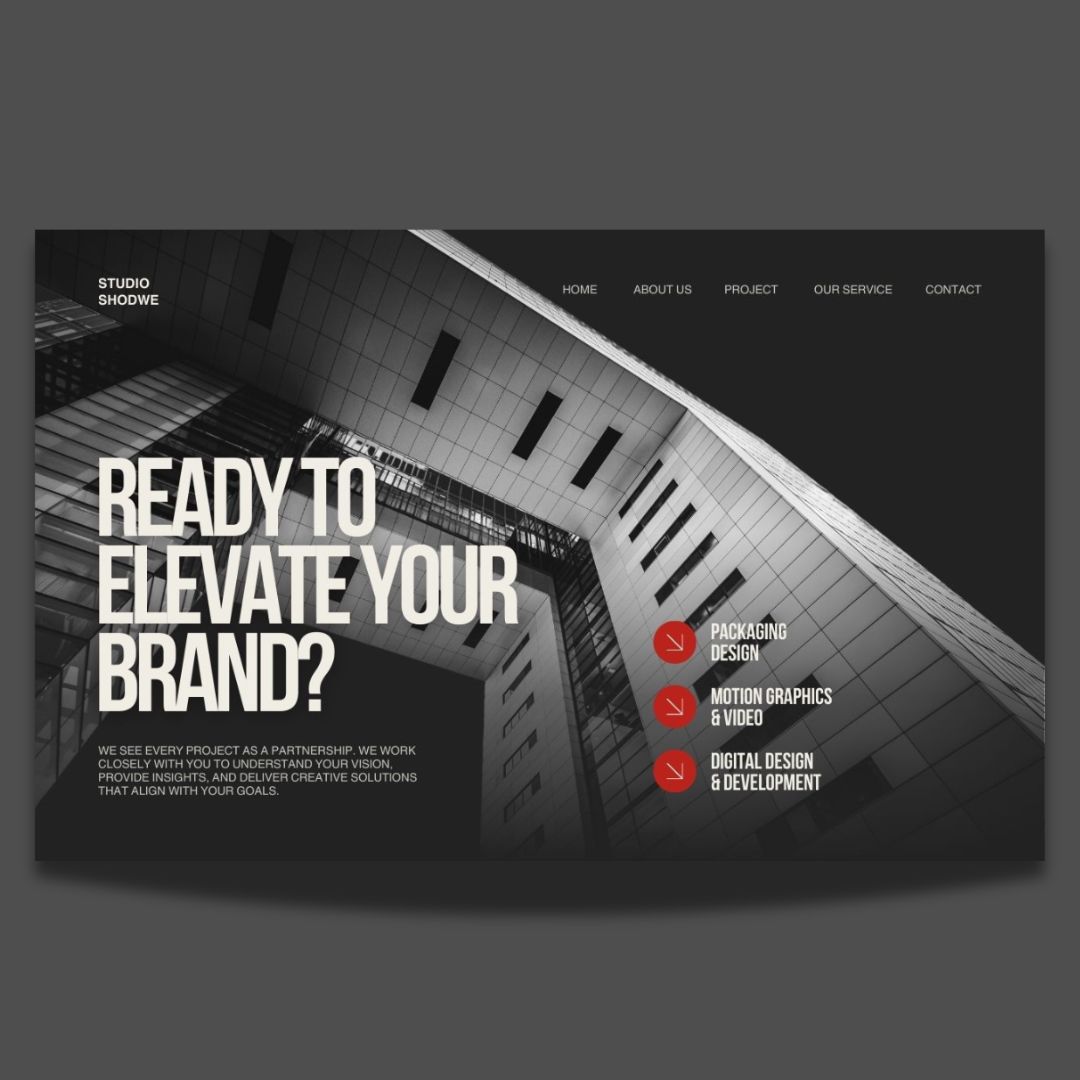 STUDIO
SHODWE
HOME ABOUT US PROJECT OUR SERVICE CONTACT
READY TO
ELEVATE YOUR
BRAND?
WE SEE EVERY PROJECT AS A PARTNERSHIP. WE WORK
CLOSELY WITH YOU TO UNDERSTAND YOUR VISION,
PROVIDE INSIGHTS, AND DELIVER CREATIVE SOLUTIONS
THAT ALIGN WITH YOUR GOALS.
PACKAGING
DESIGN
MOTION GRAPHICS
& VIDEO
DIGITAL DESIGN
& DEVELOPMENT